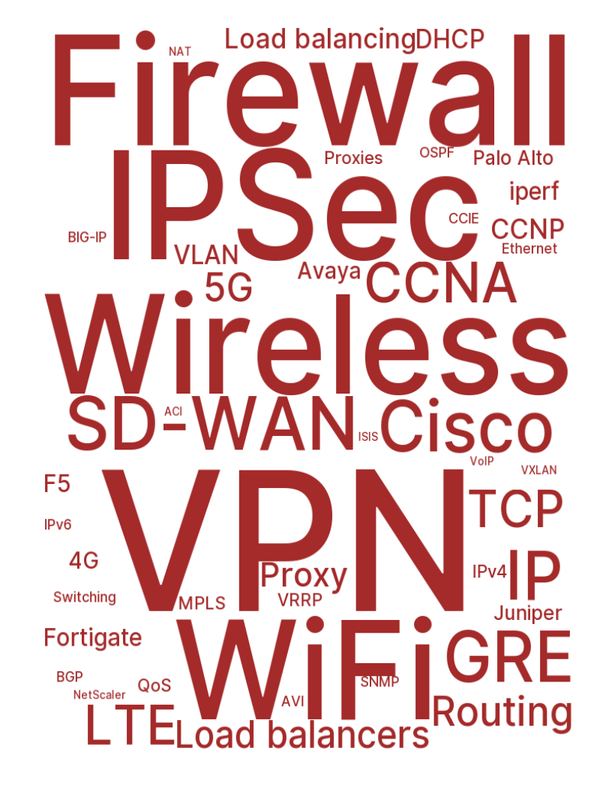 Load balancing
DHCP
NAT
Firewall
OSPF
Proxies
Palo Alto
IPSec
iperf
CCIE
CCNP
BIG-IP
Ethernet
VLAN
Avaya
5G
CCNA
Wireless
ACI
SD-WAN
ISIS
Cisco
VoIP
VXLAN
F5
VPN
TCP
IPv6
4G
Proxy
IPv4
IP
Switching
MPLS
VRRP
Juniper
Fortigate
WiFi
GRE
BGP
SNMP
QoS
NetScaler
AVI
Routing
LTE
Load balancers